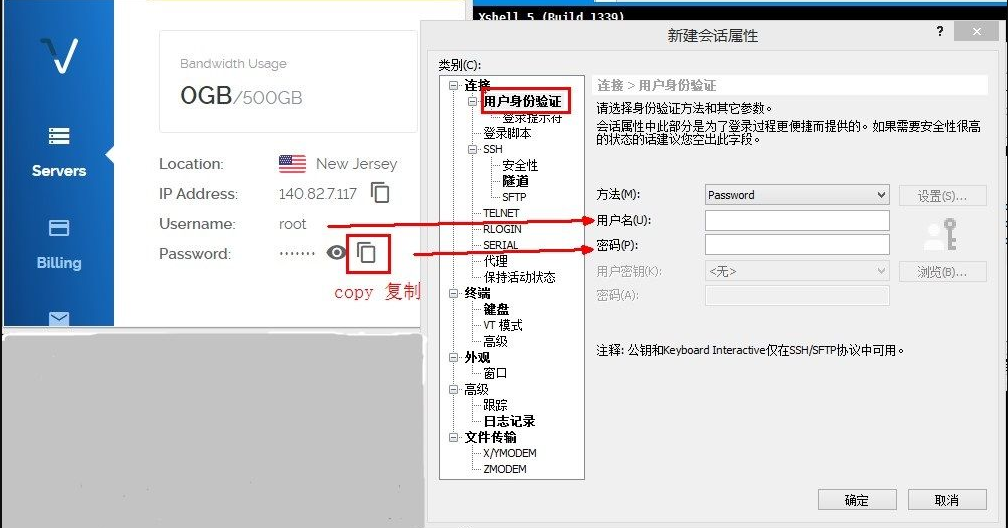 Xshell 5 (Build 1339)
Bandwidth Usage
0GB/500GB
Servers
Billing
Location: New Jersey
IP Address: 140.82.7.117
Username: root
Password: ·······
copy 复制
新建会话属性
?
类别(C):
连接
用户身份验证
登录提示符
登录脚本
SSH
安全性
隧道
SFTP
TELNET
RLOGIN
SERIAL
代理
保持活动状态
终端
键盘
VT 模式
高级
外观
窗口
高级
跟踪
日志记录
文件传输
X/YMODEM
ZMODEM
连接 > 用户身份验证
请选择身份验证方法和其它参数。
会话属性中此部分是为了登录过程更便捷而提供的。如果需要安全性很高
的状态的话建议您空出此字段。
方法(M): Password 设置(S)...
用户名(U):
密码(P):
用户密钥(K): <无> 浏览(B)...
密码(A):
注释: 公钥和Keyboard Interactive仅在SSH/SFTP协议中可用。
确定 取消